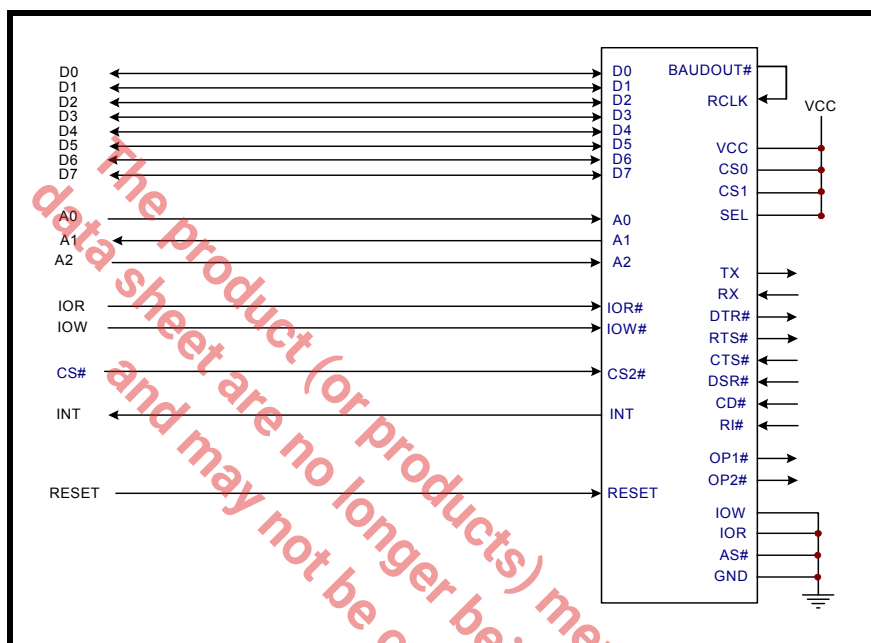 D0
D1
D2
D3
D4
D5
D6
D7
A0
A1
A2
IOR
IOW
CS#
INT
RESET
D0
D1
D2
D3
D4
D5
D6
D7
A0
A1
A2
IOR#
IOW#
CS2#
INT
RESET
BAUDOUT#
RCLK
VCC
VCC
CS0
CS1
SEL
TX
RX
DTR#
RTS#
CTS#
DSR#
CD#
RI#
OP1#
OP2#
IOW
IOR
AS#
GND
The product (or products)
data sheet are no longer
and may not be